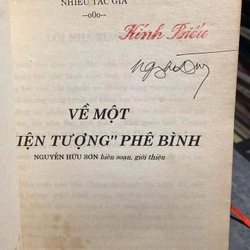 NHIỀU TÁC GIẢ
--o0o--
Kính Biếu
VỀ MỘT
IỆN TƯỢNG" PHÊ BÌNH
NGUYỄN HỮU SƠN biên soạn, giới thiệu